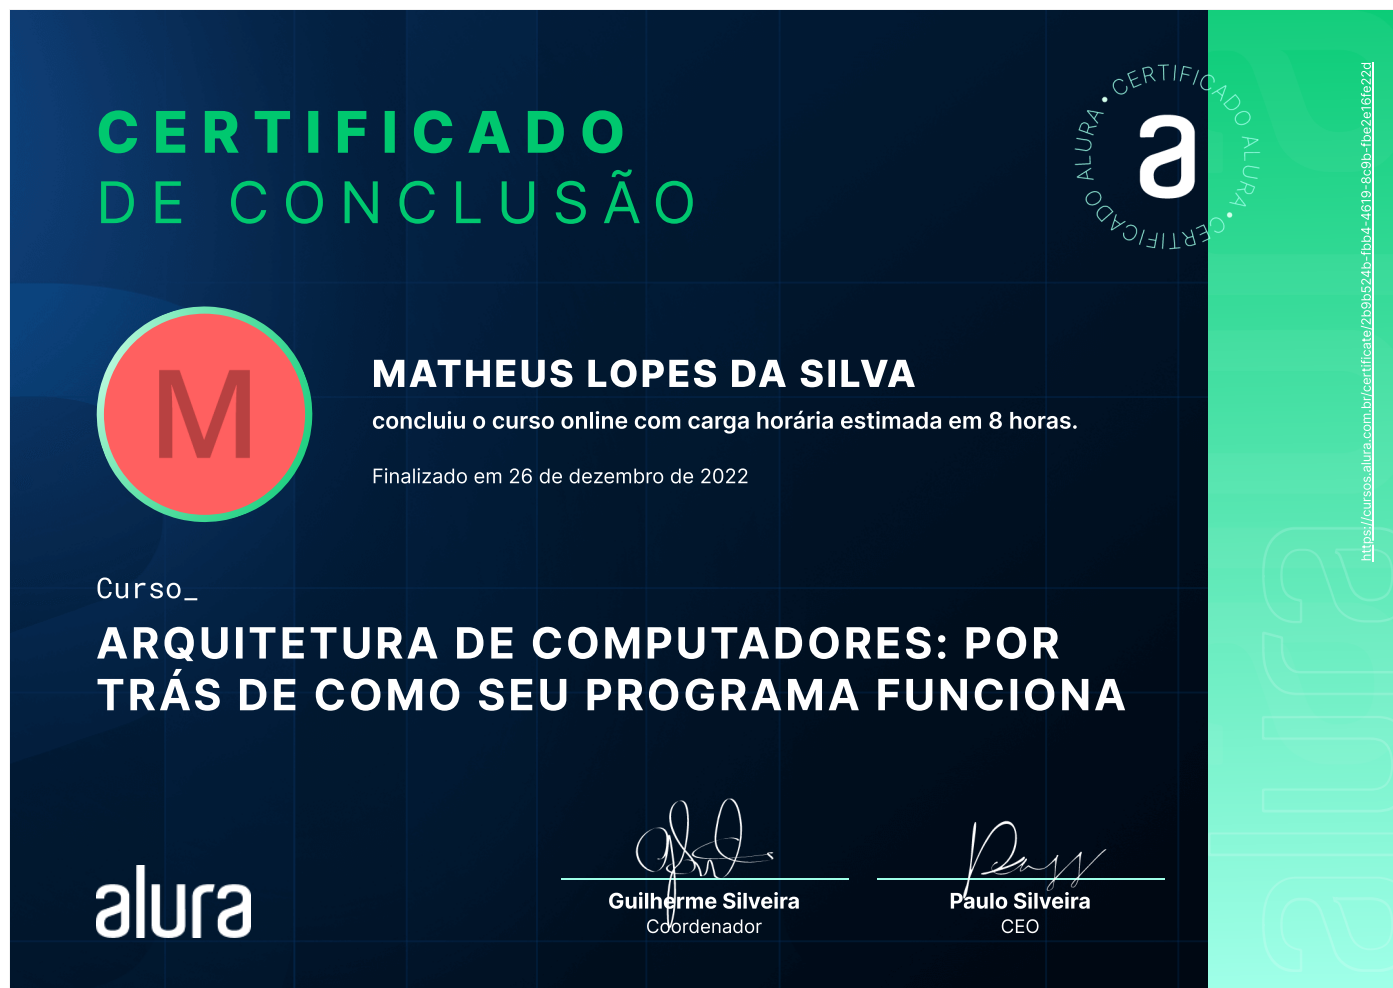 CERTIFICADO
DE CONCLUSÃO
CERTIFICADO ALURA • CERTIFICADO ALURA •
a
M
MATHEUS LOPES DA SILVA
concluiu o curso online com carga horária estimada em 8 horas.
Finalizado em 26 de dezembro de 2022
Curso_
ARQUITETURA DE COMPUTADORES: POR
TRÁS DE COMO SEU PROGRAMA FUNCIONA
alura
Guilherme Silveira
Coordenador
Paulo Silveira
CEO
https://cursos.alura.com.br/certificate/2b9b524b-fbb4-4619-8c9b-fbe2e16fe22d
alura